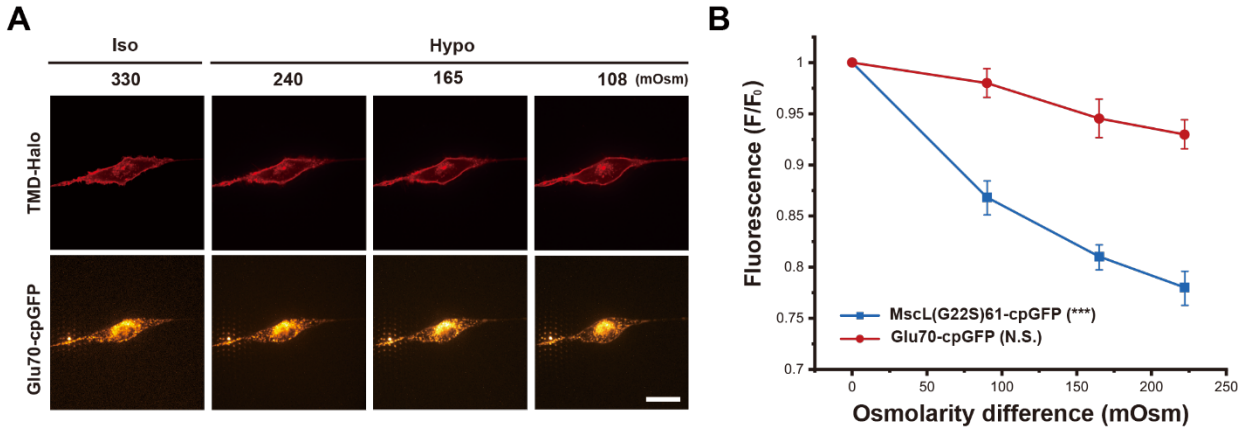 A
Iso Hypo
330 240 165 108 (mOsm)
TMD-Halo
Glu70-cpGFP
B
Fluorescence (F/F₀)
1
0.95
0.9
0.85
0.8
0.75
0.7
MscL(G22S)61-cpGFP (***)
Glu70-cpGFP (N.S.)
0 50 100 150 200 250
Osmolarity difference (mOsm)